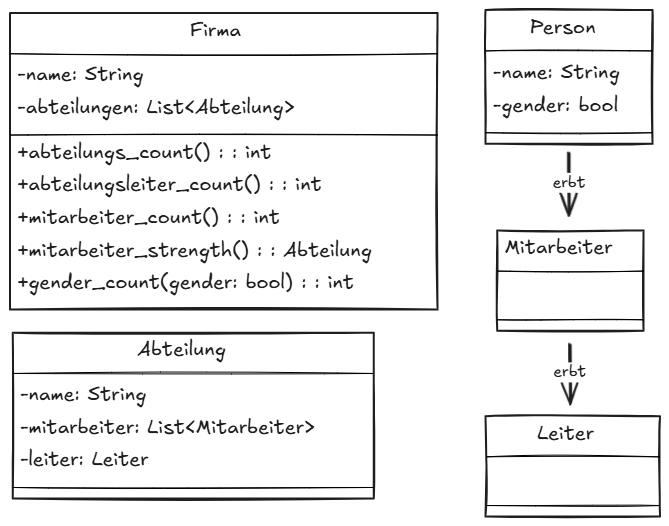 Firma
-name: String
-abteilungen: List<Abteilung>
+abteilungs_count() : : int
+abteilungsleiter_count() : : int
+mitarbeiter_count() : : int
+mitarbeiter_strength() : : Abteilung
+gender_count(gender: bool) : : int
Abteilung
-name: String
-mitarbeiter: List<Mitarbeiter>
-leiter: Leiter
Person
-name: String
-gender: bool
erbt
Mitarbeiter
erbt
Leiter